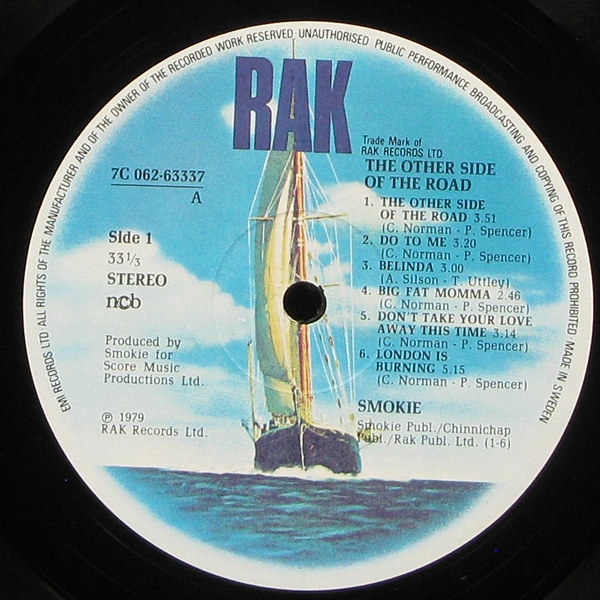 EMI RECORDS LTD ALL RIGHTS OF THE MANUFACTURER AND OF THE OWNER OF THE RECORDED WORK RESERVED UNAUTHORISED PUBLIC PERFORMANCE BROADCASTING AND COPYING OF THIS RECORD PROHIBITED MADE IN SWEDEN
RAK
Trade Mark of
RAK RECORDS LTD
7C 062-63337
A
Side 1
33 1/3
STEREO
ncb
Produced by
Smokie for
Score Music
Productions Ltd.
℗ 1979
RAK Records Ltd.
THE OTHER SIDE
OF THE ROAD
1. THE OTHER SIDE
OF THE ROAD 3.51
(C. Norman - P. Spencer)
2. DO TO ME 3.20
(C. Norman - P. Spencer)
3. BELINDA 3.00
(A. Silson - T. Uttley)
4. BIG FAT MOMMA 2.46
(C. Norman - P. Spencer)
5. DON'T TAKE YOUR LOVE
AWAY THIS TIME 3.14
(C. Norman - P. Spencer)
6. LONDON IS
BURNING 5.15
(C. Norman - P. Spencer)
SMOKIE
Smokie Publ./Chinnichap
Publ./Rak Publ. Ltd. (1-6)